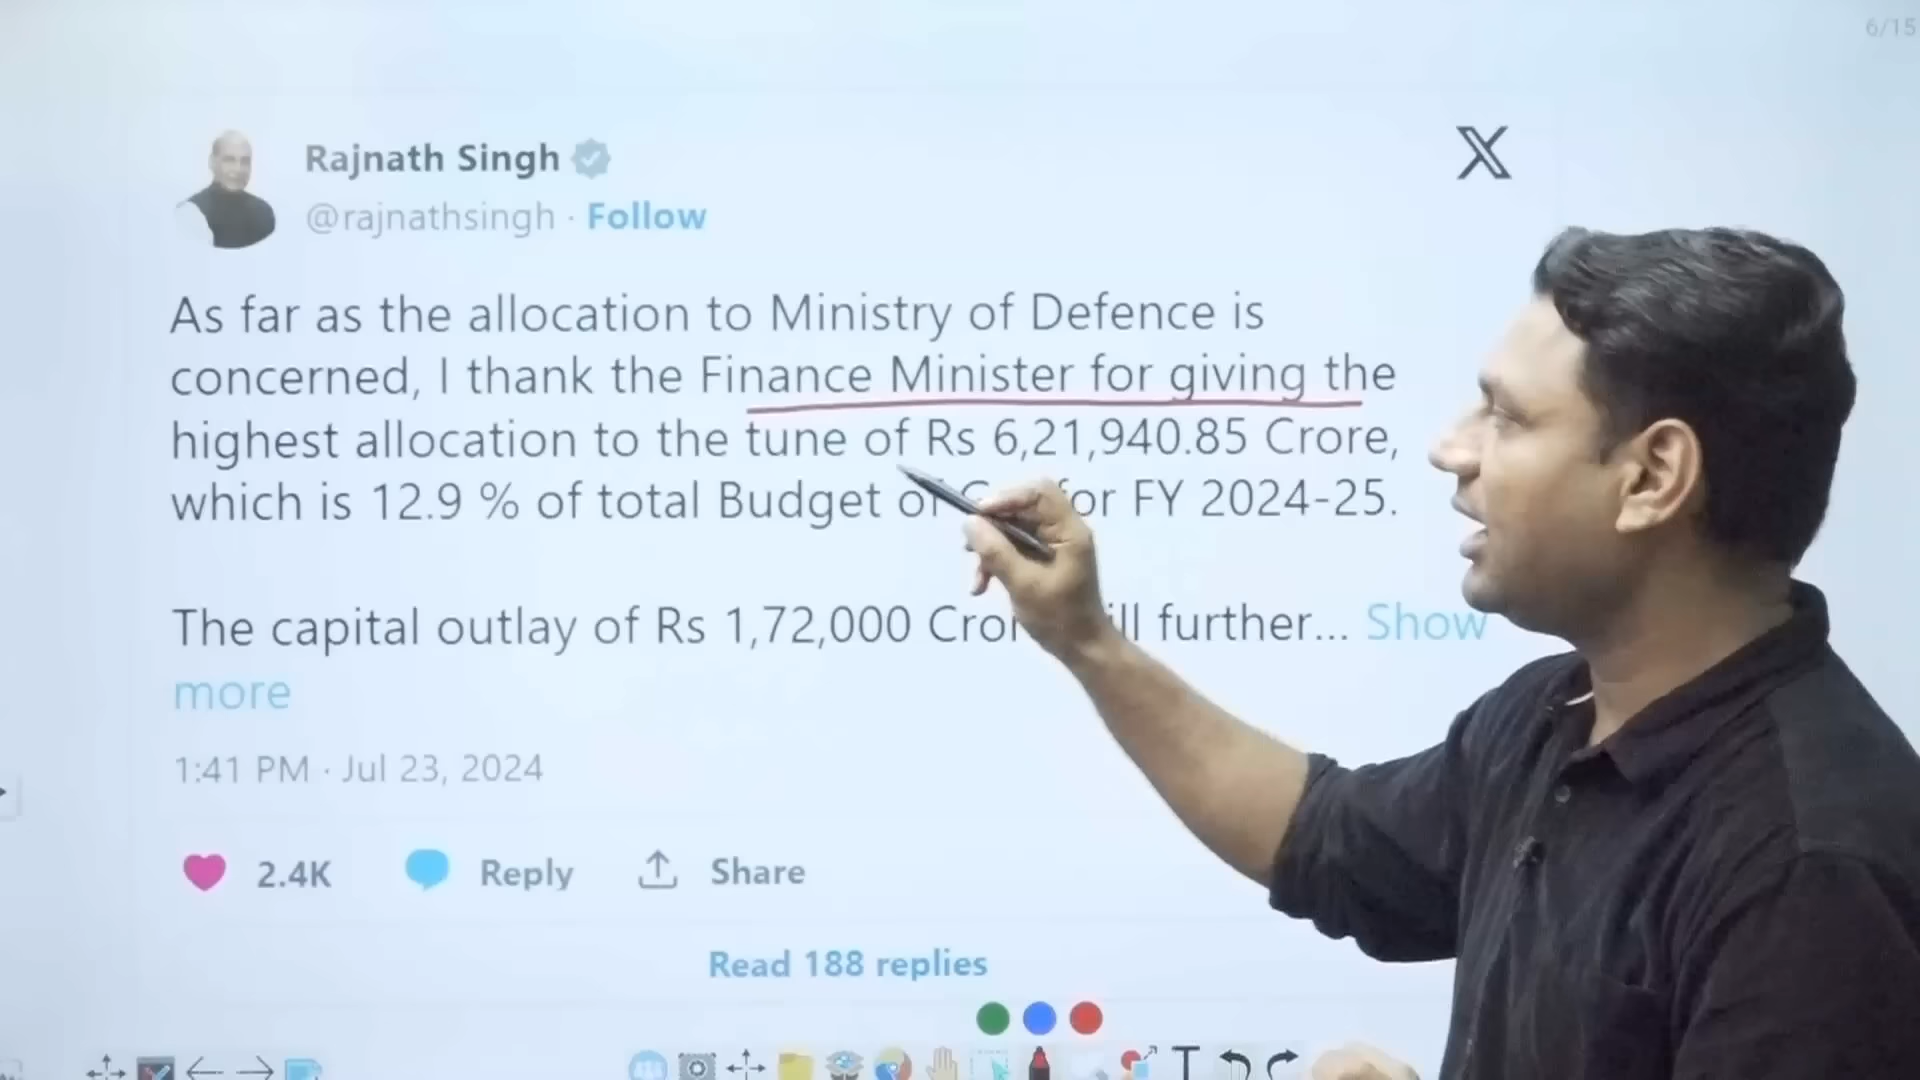 6/15
Rajnath Singh
@rajnathsingh · Follow
As far as the allocation to Ministry of Defence is
concerned, I thank the Finance Minister for giving the
highest allocation to the tune of Rs 6,21,940.85 Crore,
which is 12.9 % of total Budget of for FY 2024-25.
The capital outlay of Rs 1,72,000 further... Show
more
1:41 PM · Jul 23, 2024
2.4K Reply Share
Read 188 replies
T